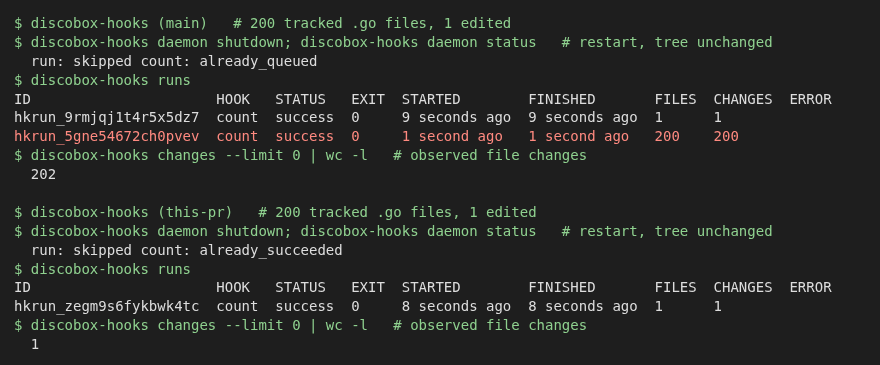 $ discobox-hooks (main)   # 200 tracked .go files, 1 edited
$ discobox-hooks daemon shutdown; discobox-hooks daemon status   # restart, tree unchanged
  run: skipped count: already_queued
$ discobox-hooks runs
ID                      HOOK   STATUS   EXIT  STARTED        FINISHED       FILES  CHANGES  ERROR
hkrun_9rmjqj1t4r5x5dz7  count  success  0     9 seconds ago  9 seconds ago  1      1
hkrun_5gne54672ch0pvev  count  success  0     1 second ago   1 second ago   200    200
$ discobox-hooks changes --limit 0 | wc -l   # observed file changes
  202
$ discobox-hooks (this-pr)   # 200 tracked .go files, 1 edited
$ discobox-hooks daemon shutdown; discobox-hooks daemon status   # restart, tree unchanged
  run: skipped count: already_succeeded
$ discobox-hooks runs
ID                      HOOK   STATUS   EXIT  STARTED        FINISHED       FILES  CHANGES  ERROR
hkrun_zegm9s6fykbwk4tc  count  success  0     8 seconds ago  8 seconds ago  1      1
$ discobox-hooks changes --limit 0 | wc -l   # observed file changes
  1